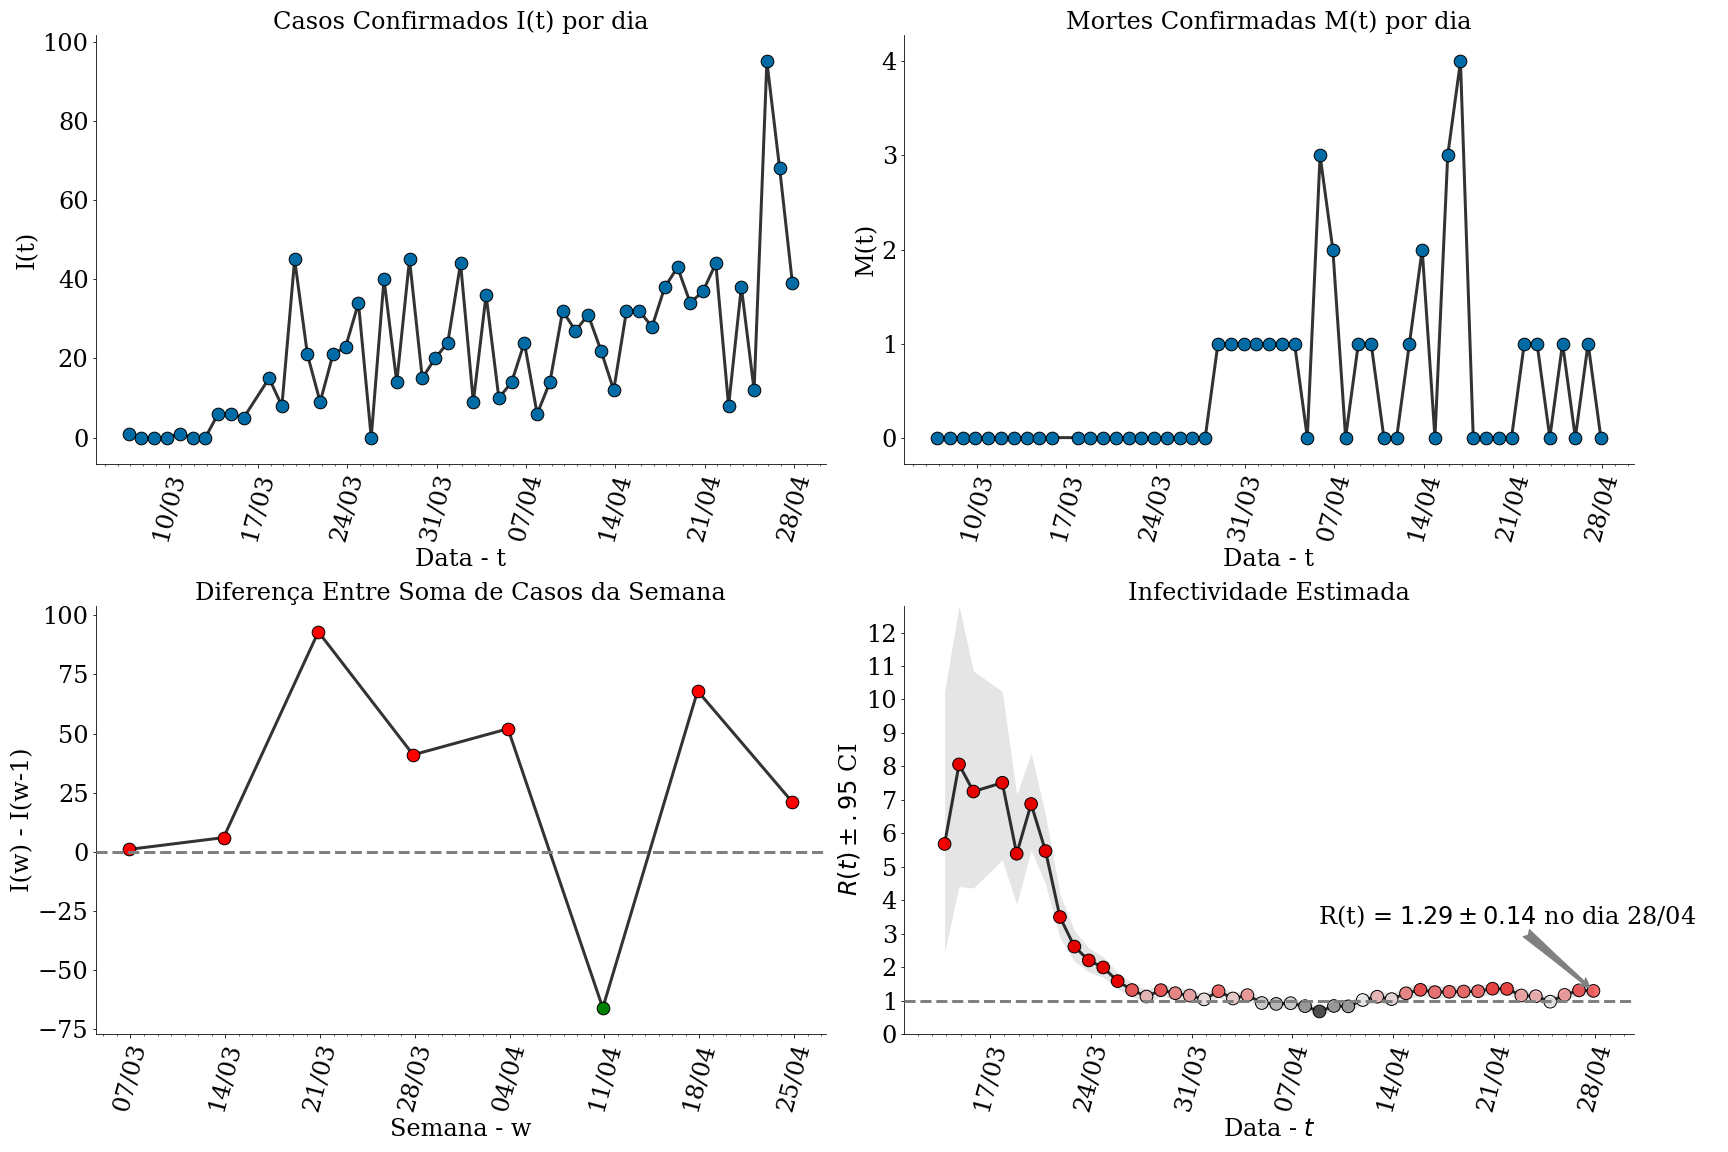 Casos Confirmados I(t) por dia
I(t)
100
80
60
40
20
0
10/03 17/03 24/03 31/03 07/04 14/04 21/04 28/04
Data - t
Mortes Confirmadas M(t) por dia
M(t)
4
3
2
1
0
10/03 17/03 24/03 31/03 07/04 14/04 21/04 28/04
Data - t
Diferença Entre Soma de Casos da Semana
I(w) - I(w-1)
100
75
50
25
0
−25
−50
−75
07/03 14/03 21/03 28/03 04/04 11/04 18/04 25/04
Semana - w
Infectividade Estimada
R(t) ± .95 CI
12
11
10
9
8
7
6
5
4
3
2
1
0
R(t) = 1.29 ± 0.14 no dia 28/04
17/03 24/03 31/03 07/04 14/04 21/04 28/04
Data - t